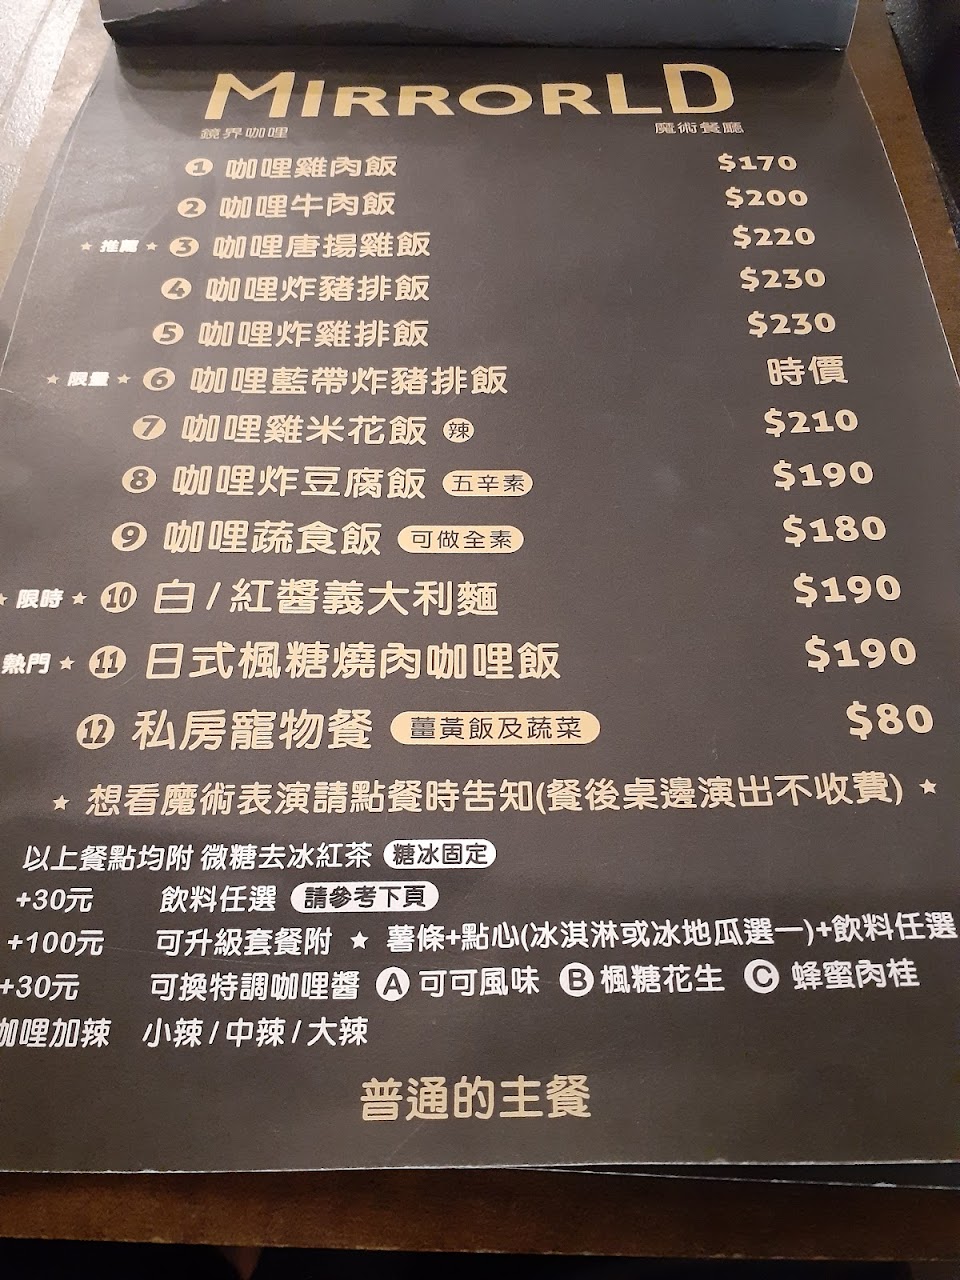 MIRRORLD
鏡界咖哩 魔術餐廳
❶ 咖哩雞肉飯 $170
❷ 咖哩牛肉飯 $200
★ 推薦 ★ ❸ 咖哩唐揚雞飯 $220
❹ 咖哩炸豬排飯 $230
❺ 咖哩炸雞排飯 $230
★ 限量 ★ ❻ 咖哩藍帶炸豬排飯 時價
❼ 咖哩雞米花飯 辣 $210
❽ 咖哩炸豆腐飯 五辛素 $190
❾ 咖哩蔬食飯 可做全素 $180
★ 限時 ★ ❿ 白/紅醬義大利麵 $190
熱門 ★ ⓫ 日式楓糖燒肉咖哩飯 $190
⓬ 私房寵物餐 薑黃飯及蔬菜 $80
★ 想看魔術表演請點餐時告知(餐後桌邊演出不收費) ★
以上餐點均附 微糖去冰紅茶 糖冰固定
+30元 飲料任選 請參考下頁
+100元 可升級套餐附 ★ 薯條+點心(冰淇淋或冰地瓜選一)+飲料任選
+30元 可換特調咖哩醬 Ⓐ 可可風味 Ⓑ 楓糖花生 Ⓒ 蜂蜜肉桂
咖哩加辣 小辣/中辣/大辣
普通的主餐